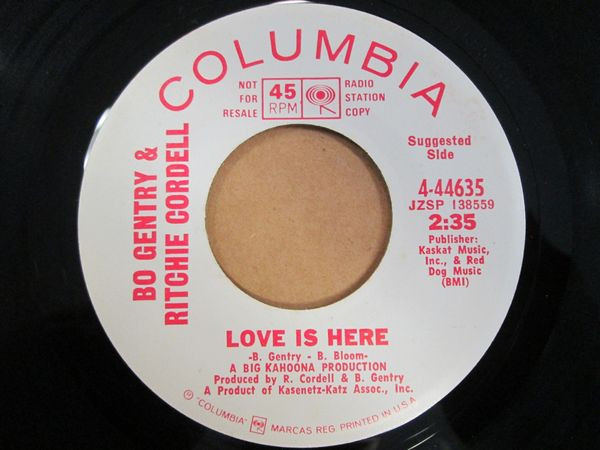 COLUMBIA
NOT
FOR
RESALE
45
RPM
RADIO
STATION
COPY
BO GENTRY &
RITCHIE CORDELL
Suggested
Side
4-44635
JZSP 138559
2:35
Publisher:
Kaskat Music,
Inc., & Red
Dog Music
(BMI)
LOVE IS HERE
-B. Gentry - B. Bloom-
A BIG KAHOONA PRODUCTION
Produced by R. Cordell & B. Gentry
A Product of Kasenetz-Katz Assoc., Inc.
℗ "COLUMBIA" MARCAS REG. PRINTED IN U.S.A.